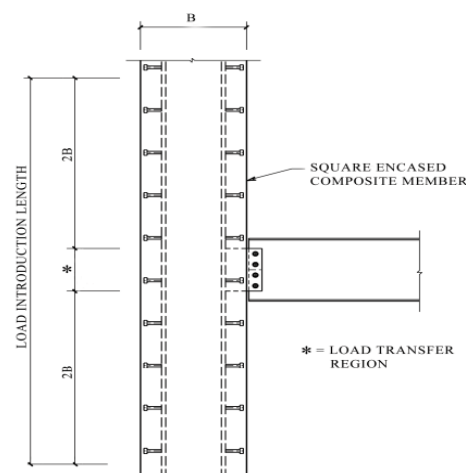 B
LOAD INTRODUCTION LENGTH
2B
*
2B
SQUARE ENCASED
COMPOSITE MEMBER
* = LOAD TRANSFER
REGION